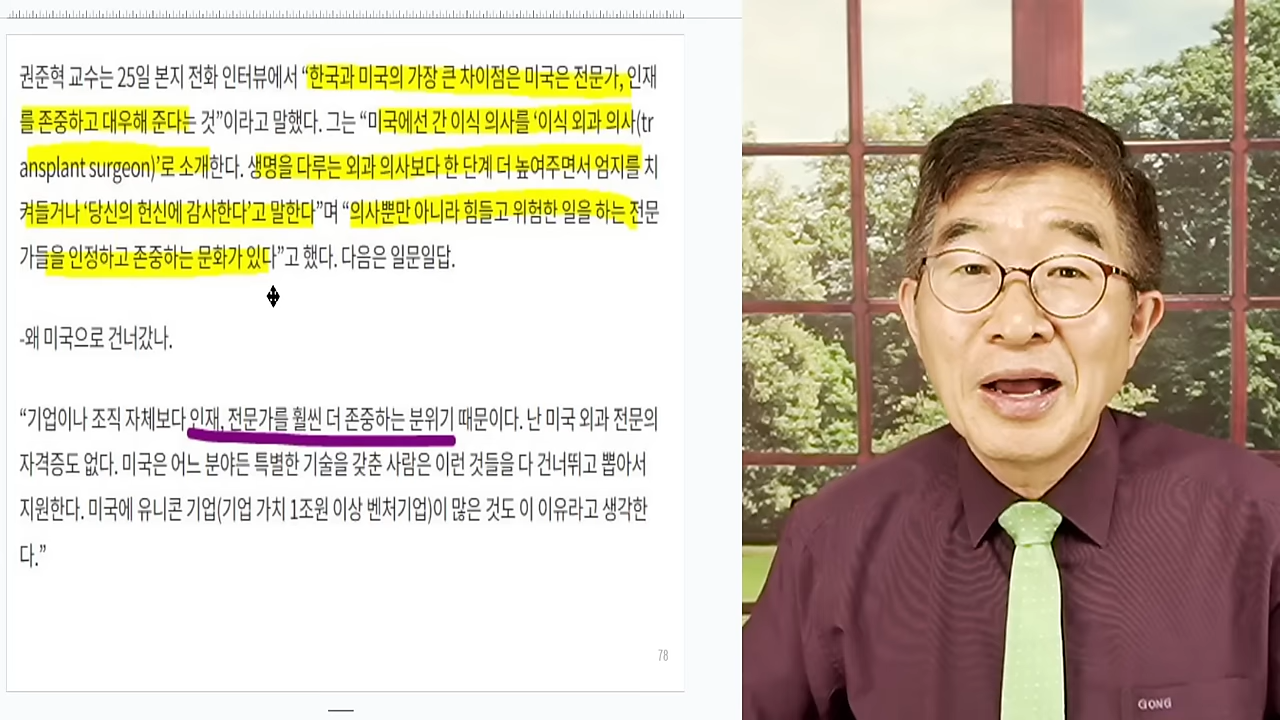 권준혁 교수는 25일 본지 전화 인터뷰에서 “한국과 미국의 가장 큰 차이점은 미국은 전문가, 인재
를 존중하고 대우해 준다는 것”이라고 말했다. 그는 “미국에선 간 이식 의사를 ‘이식 외과 의사(tr
ansplant surgeon)’로 소개한다. 생명을 다루는 외과 의사보다 한 단계 더 높여주면서 엄지를 치
켜들거나 ‘당신의 헌신에 감사한다’고 말한다”며 “의사뿐만 아니라 힘들고 위험한 일을 하는 전문
가들을 인정하고 존중하는 문화가 있다”고 했다. 다음은 일문일답.
-왜 미국으로 건너갔나.
“기업이나 조직 자체보다 인재, 전문가를 훨씬 더 존중하는 분위기 때문이다. 난 미국 외과 전문의
자격증도 없다. 미국은 어느 분야든 특별한 기술을 갖춘 사람은 이런 것들을 다 건너뛰고 뽑아서
지원한다. 미국에 유니콘 기업(기업 가치 1조원 이상 벤처기업)이 많은 것도 이 이유라고 생각한
다.”
78
GONG